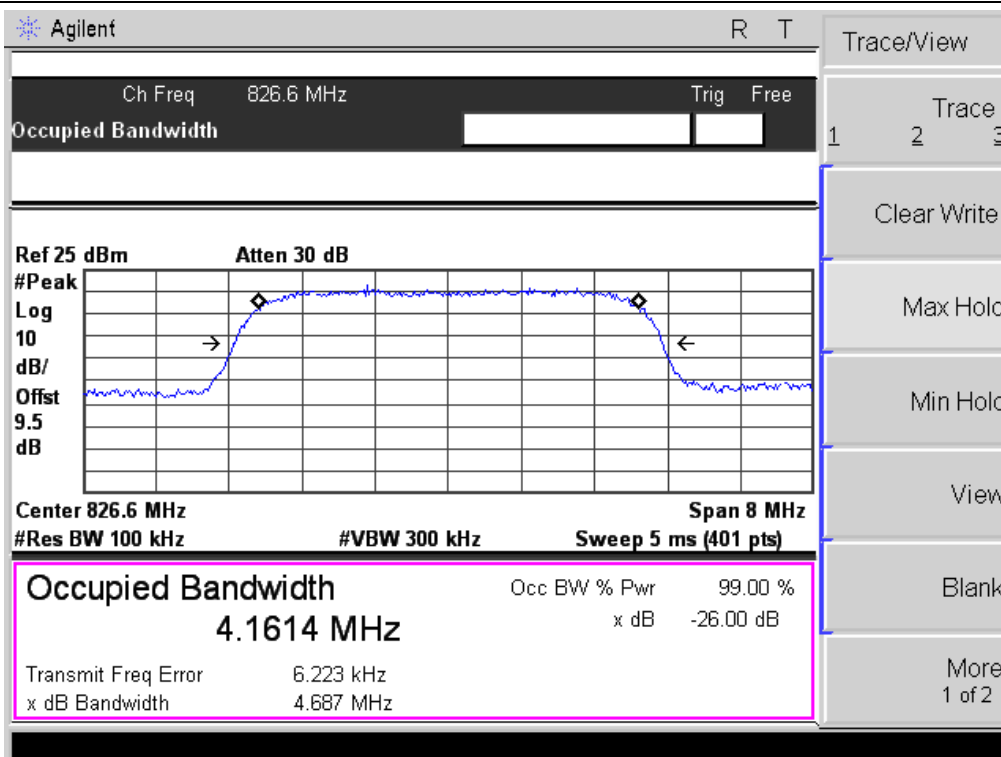 Agilent R T
Ch Freq 826.6 MHz Trig Free
Occupied Bandwidth
Ref 25 dBm Atten 30 dB
#Peak
Log
10
dB/
Offst
9.5
dB
Center 826.6 MHz Span 8 MHz
#Res BW 100 kHz #VBW 300 kHz Sweep 5 ms (401 pts)
Occupied Bandwidth Occ BW % Pwr 99.00 %
4.1614 MHz x dB -26.00 dB
Transmit Freq Error 6.223 kHz
x dB Bandwidth 4.687 MHz
Trace/View
Trace
1 2 3
Clear Write
Max Hold
Min Hold
View
Blank
More
1 of 2